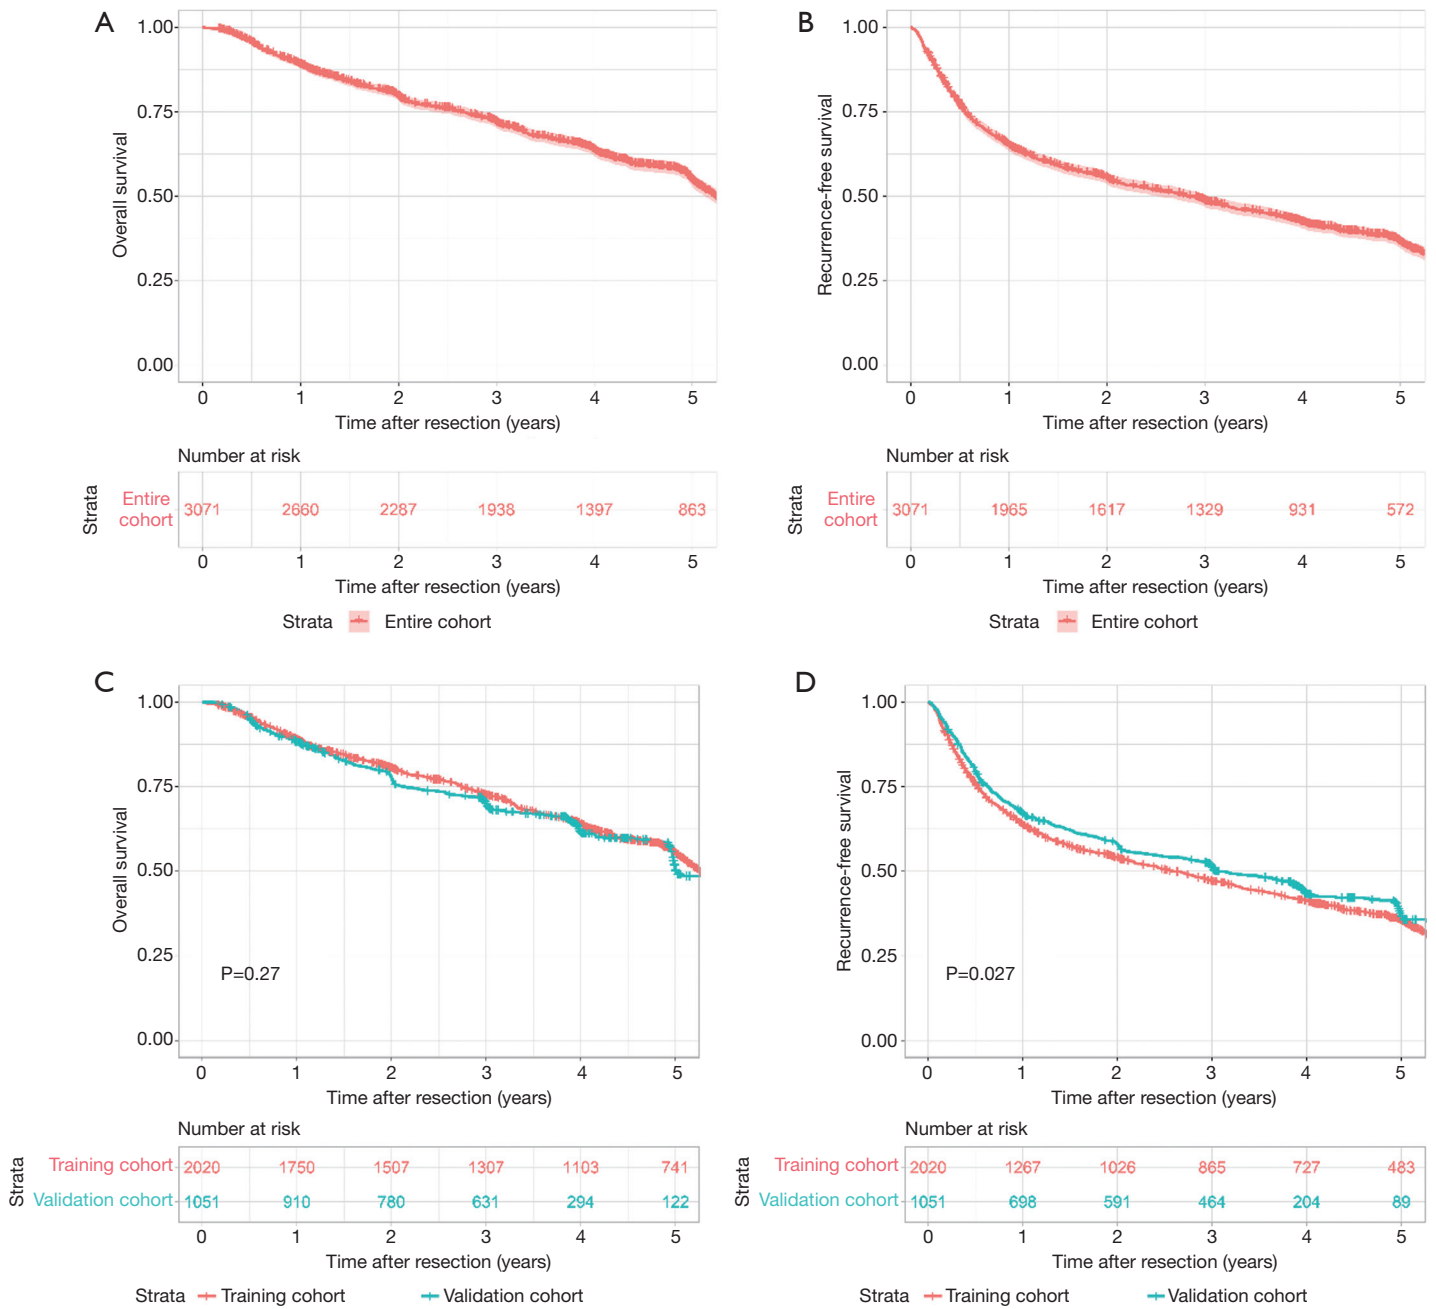 A
1.00
0.75
0.50
0.25
0.00
Overall survival
0 1 2 3 4 5
Time after resection (years)
Number at risk
Strata
Entire
cohort
3071 2660 2287 1938 1397 863
0 1 2 3 4 5
Time after resection (years)
Strata Entire cohort
B
1.00
0.75
0.50
0.25
0.00
Recurrence-free survival
0 1 2 3 4 5
Time after resection (years)
Number at risk
Strata
Entire
cohort
3071 1965 1617 1329 931 572
0 1 2 3 4 5
Time after resection (years)
Strata Entire cohort
C
1.00
0.75
0.50
0.25
0.00
Overall survival
P=0.27
0 1 2 3 4 5
Time after resection (years)
Number at risk
Strata
Training cohort 2020 1750 1507 1307 1103 741
Validation cohort 1051 910 780 631 294 122
0 1 2 3 4 5
Time after resection (years)
Strata Training cohort Validation cohort
D
1.00
0.75
0.50
0.25
0.00
Recurrence-free survival
P=0.027
0 1 2 3 4 5
Time after resection (years)
Number at risk
Strata
Training cohort 2020 1267 1026 865 727 483
Validation cohort 1051 698 591 464 204 89
0 1 2 3 4 5
Time after resection (years)
Strata Training cohort Validation cohort